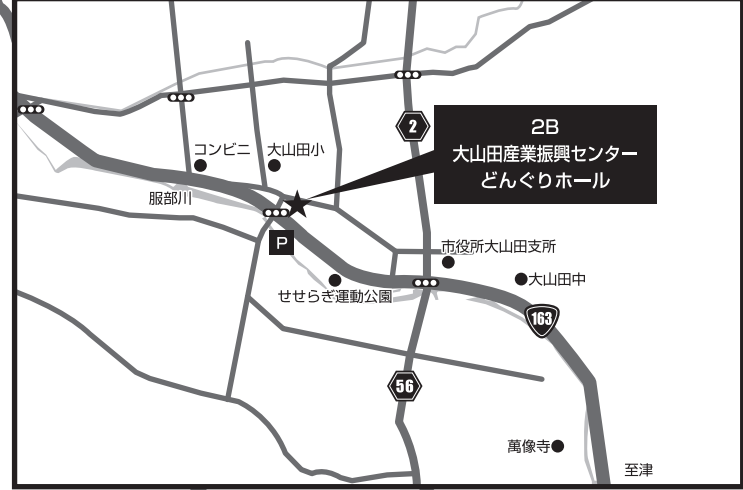 2
2B
大山田産業振興センター
どんぐりホール
コンビニ
大山田小
服部川
P
市役所大山田支所
大山田中
せせらぎ運動公園
163
56
萬像寺
至津